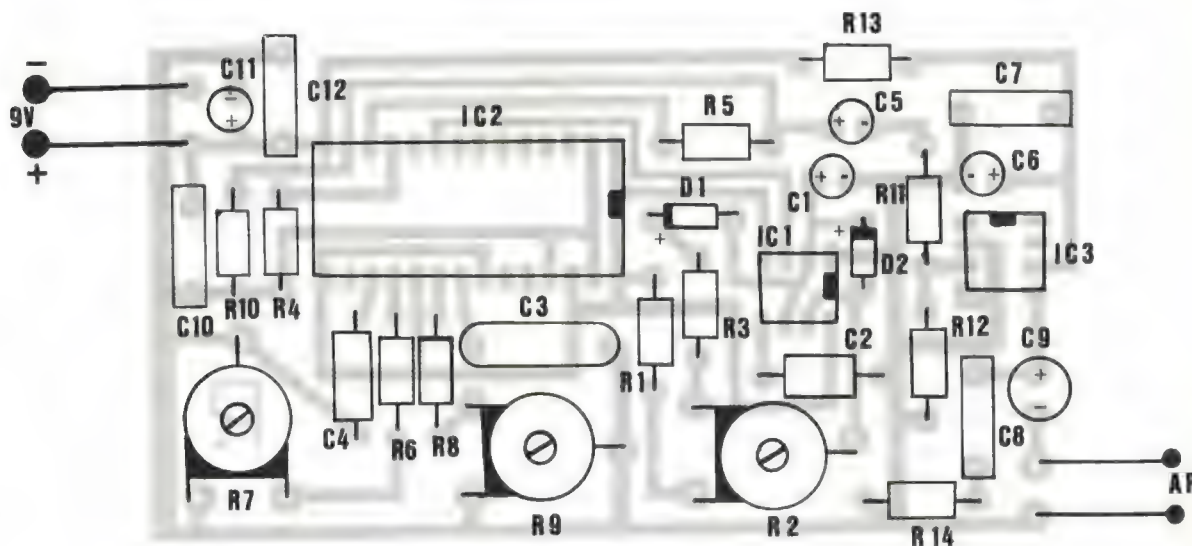 R13
−
C11
C12
C7
9V
IC2
R5
C5
+
C1
R11
C6
D1
IC1
D2
IC3
C10
R10
R4
C3
R1
R3
C2
R12
C9
C4
R6
R8
C8
R7
R9
R2
R14